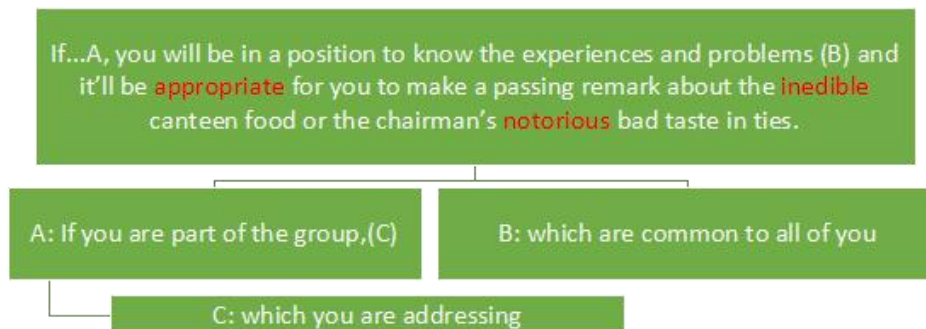 If...A, you will be in a position to know the experiences and problems (B) and
it'll be appropriate for you to make a passing remark about the inedible
canteen food or the chairman's notorious bad taste in ties.
A: If you are part of the group,(C)
B: which are common to all of you
C: which you are addressing